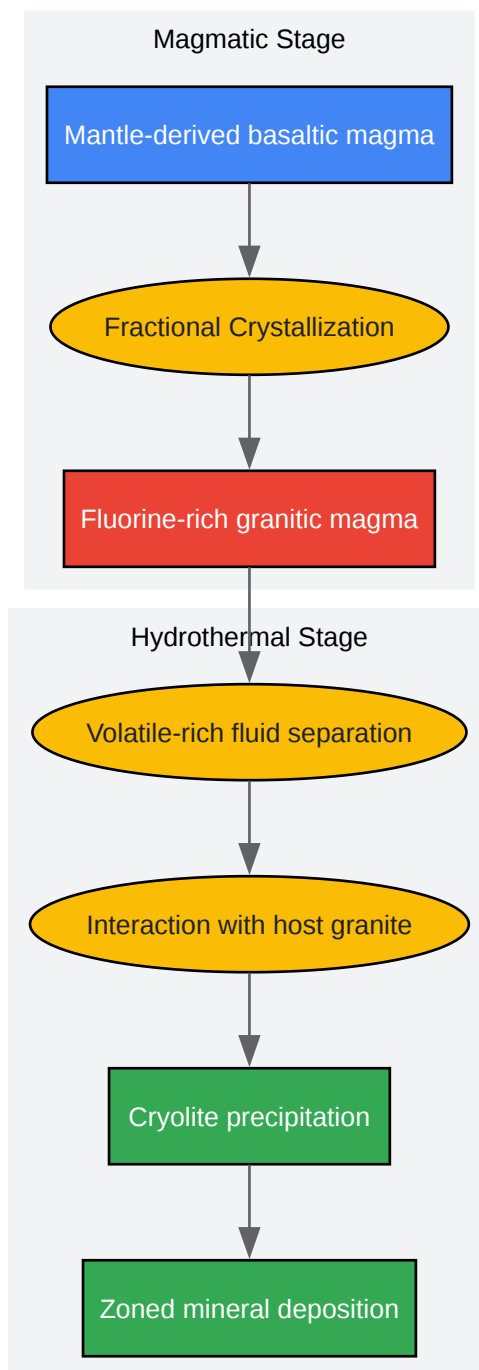 Magmatic Stage
Mantle-derived basaltic magma
Fractional Crystallization
Fluorine-rich granitic magma
Hydrothermal Stage
Volatile-rich fluid separation
Interaction with host granite
Cryolite precipitation
Zoned mineral deposition